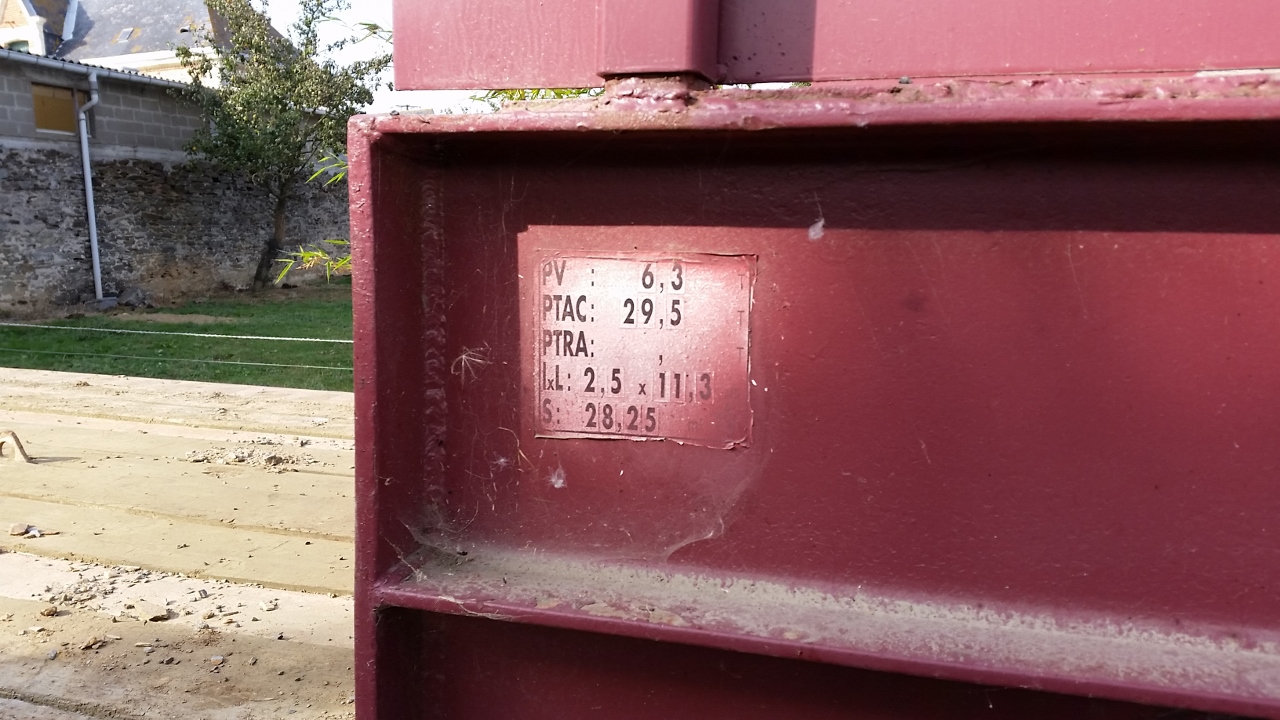 PV : 6,3
PTAC: 29,5
PTRA: ,
lxL: 2,5 x 11,3
S: 28,25